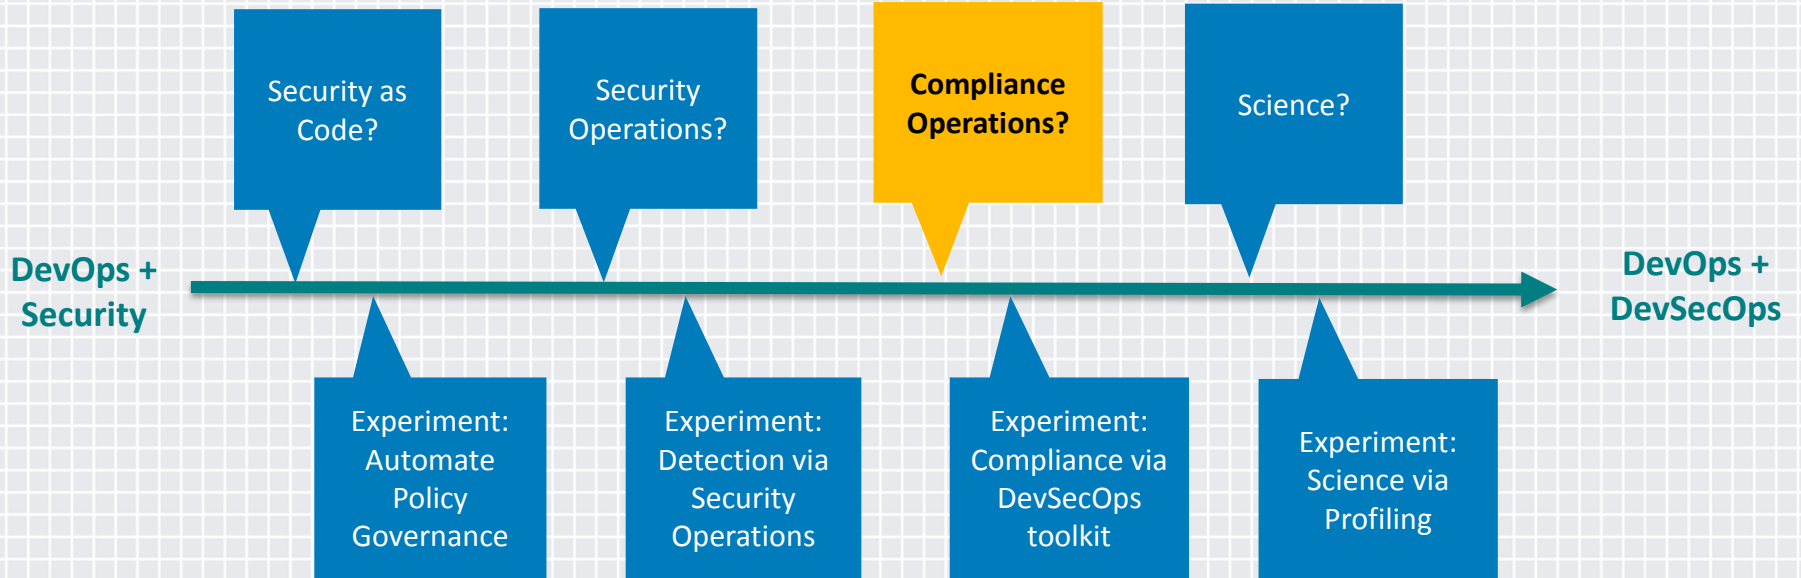 Security as
Code?
Security
Operations?
Compliance
Operations?
Science?
DevOps +
Security
DevOps +
DevSecOps
Experiment:
Automate
Policy
Governance
Experiment:
Detection via
Security
Operations
Experiment:
Compliance via
DevSecOps
toolkit
Experiment:
Science via
Profiling